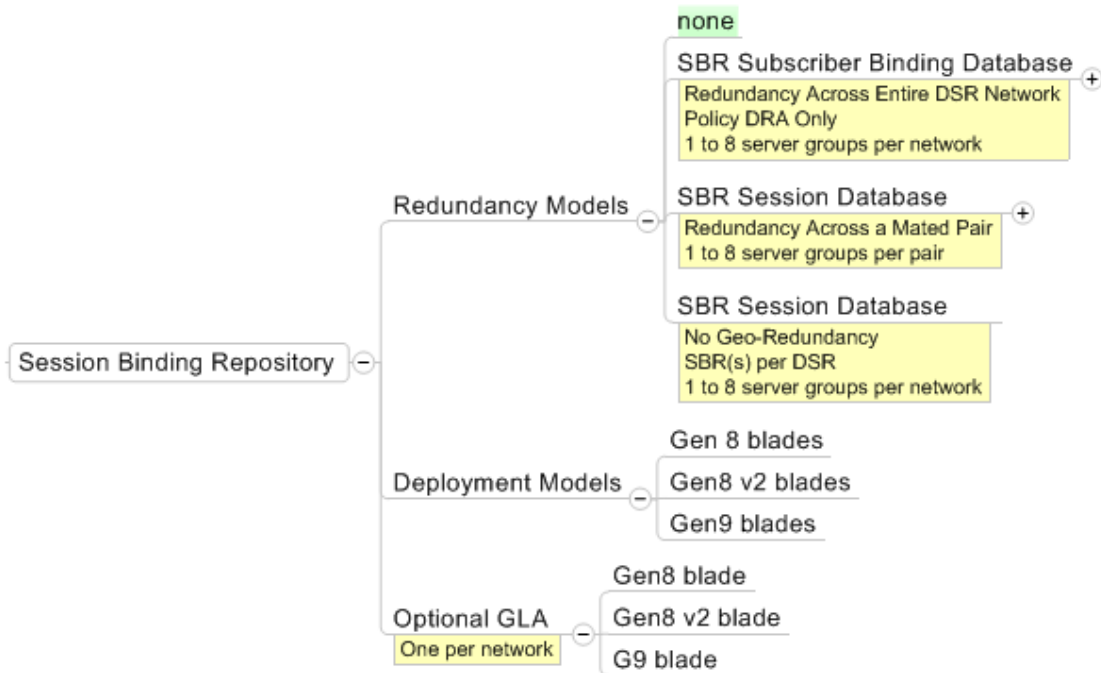 none
SBR Subscriber Binding Database
Redundancy Across Entire DSR Network
Policy DRA Only
1 to 8 server groups per network
Redundancy Models
SBR Session Database
Redundancy Across a Mated Pair
1 to 8 server groups per pair
SBR Session Database
No Geo-Redundancy
SBR(s) per DSR
1 to 8 server groups per network
Session Binding Repository
Deployment Models
Gen 8 blades
Gen8 v2 blades
Gen9 blades
Optional GLA
One per network
Gen8 blade
Gen8 v2 blade
G9 blade